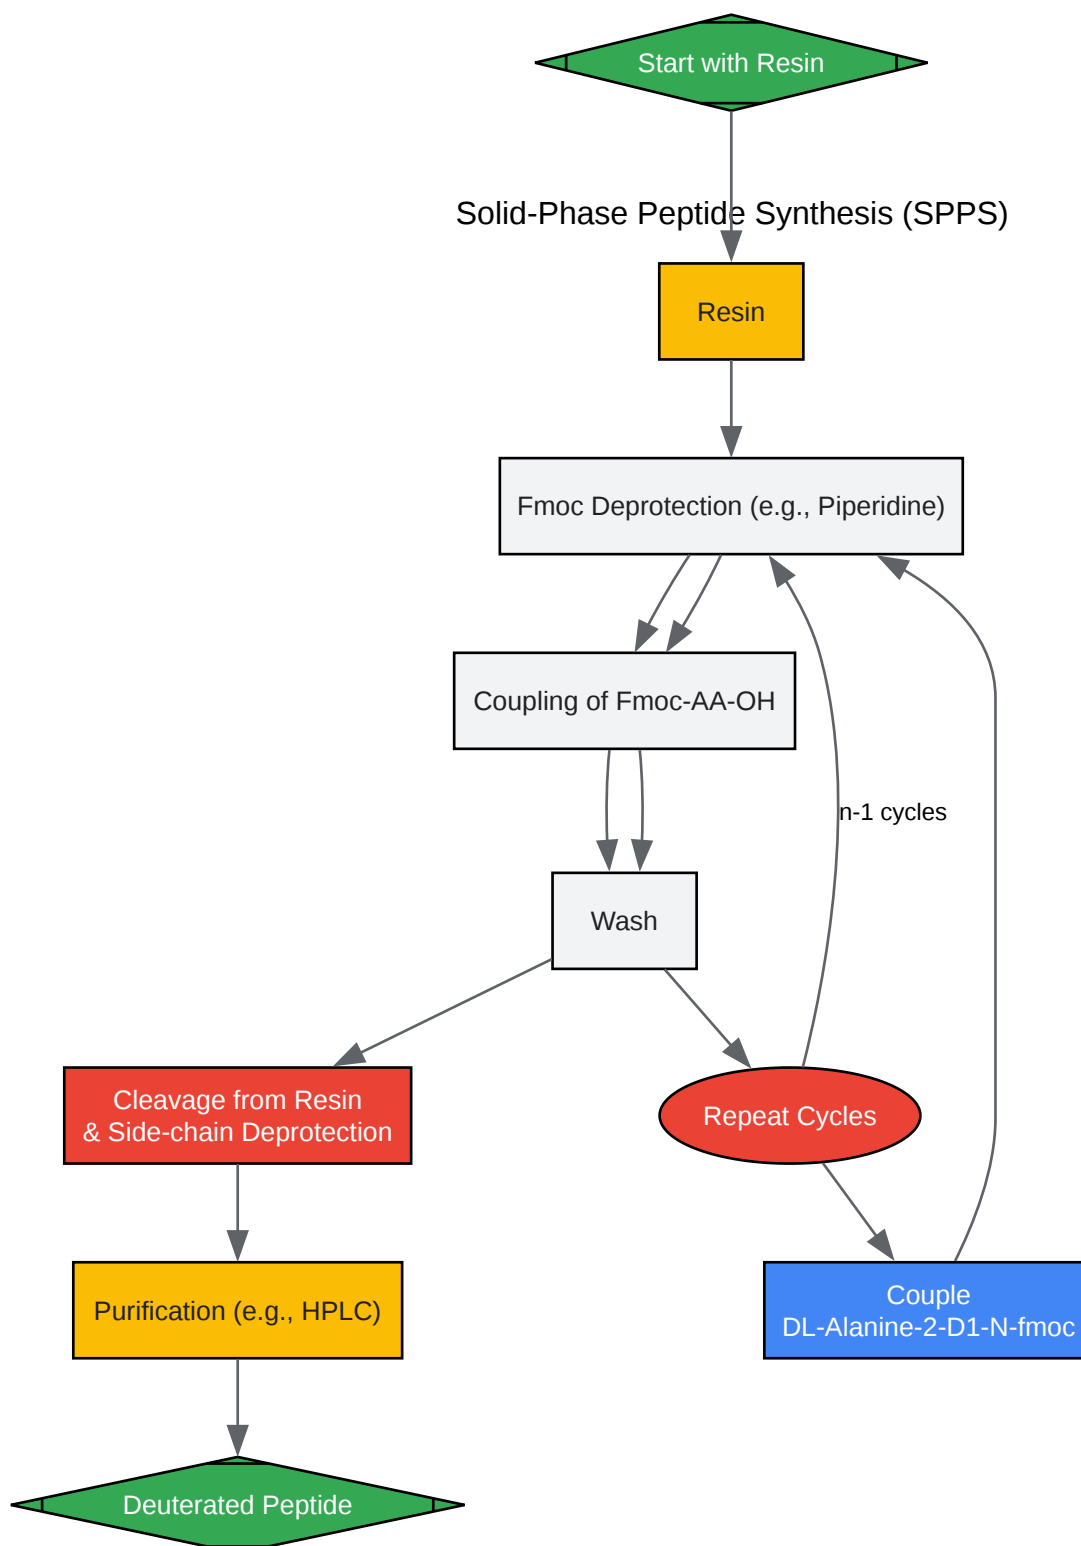 Start with Resin
Solid-Phase Peptide Synthesis (SPPS)
Resin
Fmoc Deprotection (e.g., Piperidine)
Coupling of Fmoc-AA-OH
n-1 cycles
Wash
Cleavage from Resin
& Side-chain Deprotection
Repeat Cycles
Purification (e.g., HPLC)
Couple
DL-Alanine-2-D1-N-fmoc
Deuterated Peptide